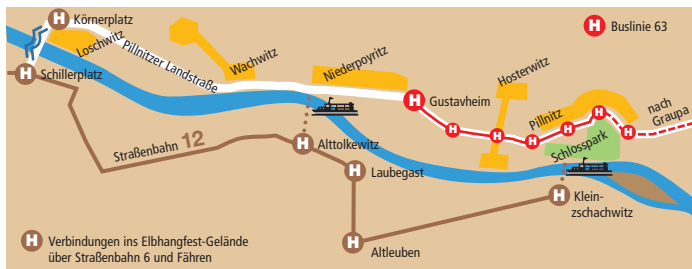 H Körnerplatz
H Buslinie 63
Loschwitz
Pillnitzer Landstraße
Wachwitz
Niederpoyritz
Hosterwitz
H Schillerplatz
H Gustavheim
Pillnitz
nach
Graupa
H
H
H
H
H
H
Straßenbahn 12
H Alttolkewitz
Schlosspark
H Laubegast
H Klein-
zschachwitz
H Verbindungen ins Elbhangfest-Gelände
über Straßenbahn 6 und Fähren
H Altleuben